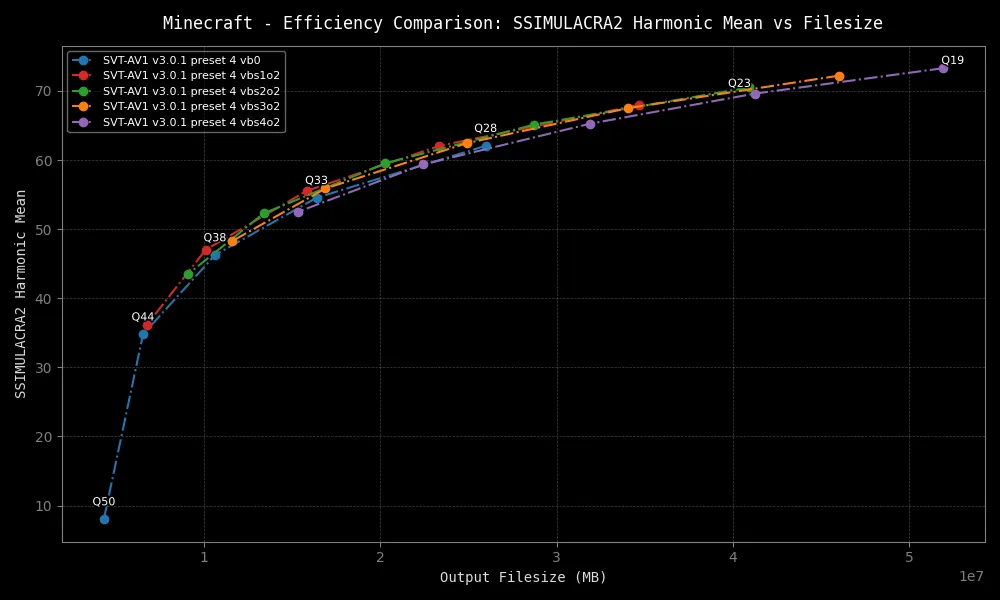 Minecraft - Efficiency Comparison: SSIMULACRA2 Harmonic Mean vs Filesize
SVT-AV1 v3.0.1 preset 4 vb0
SVT-AV1 v3.0.1 preset 4 vbs1o2
SVT-AV1 v3.0.1 preset 4 vbs2o2
SVT-AV1 v3.0.1 preset 4 vbs3o2
SVT-AV1 v3.0.1 preset 4 vbs4o2
Q19
Q23
Q28
Q33
Q38
Q44
Q50
SSIMULACRA2 Harmonic Mean
70
60
50
40
30
20
10
1 2 3 4 5
1e7
Output Filesize (MB)